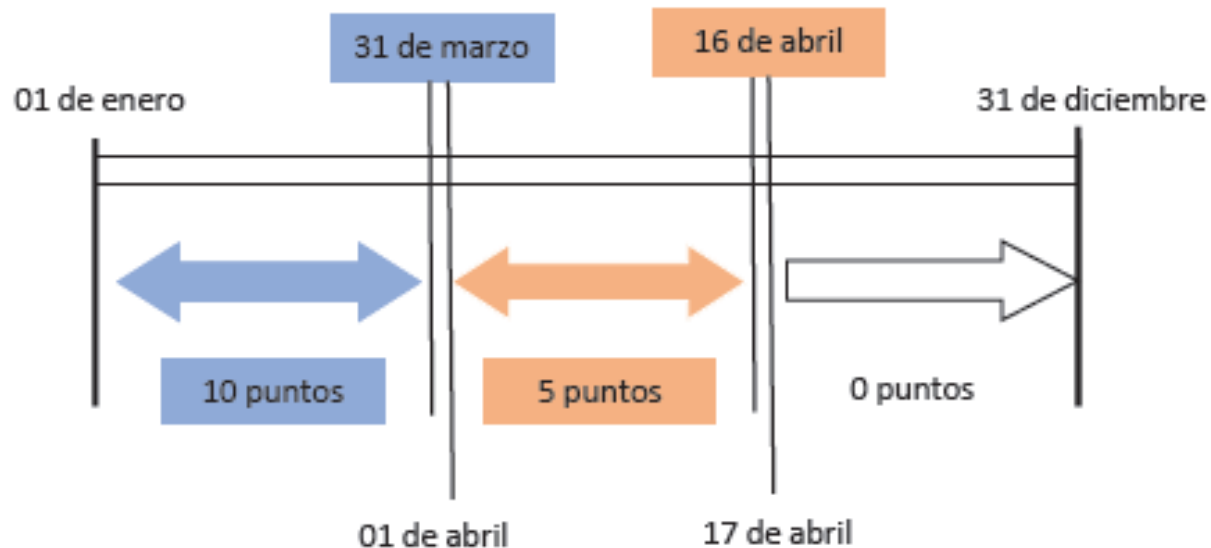 31 de marzo
16 de abril
01 de enero
31 de diciembre
10 puntos
5 puntos
0 puntos
01 de abril
17 de abril